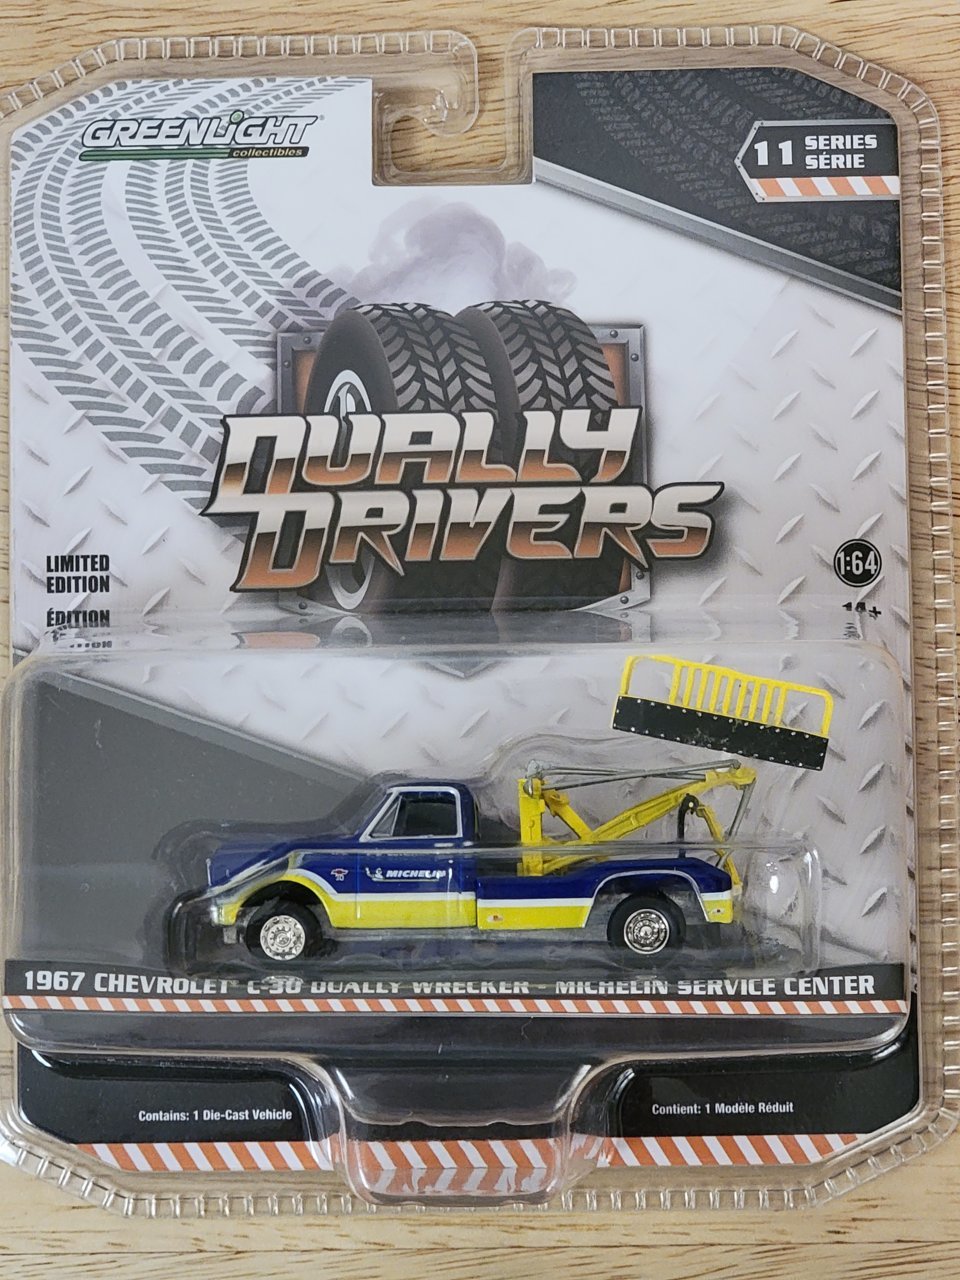 GREENLIGHT®
collectibles
11 SERIES
SÉRIE
DUALLY
DRIVERS
LIMITED
EDITION
ÉDITION
1:64
14+
MICHELIN
1967 CHEVROLET® C-30 DUALLY WRECKER - MICHELIN SERVICE CENTER
Contains: 1 Die-Cast Vehicle
Contient: 1 Modèle Réduit